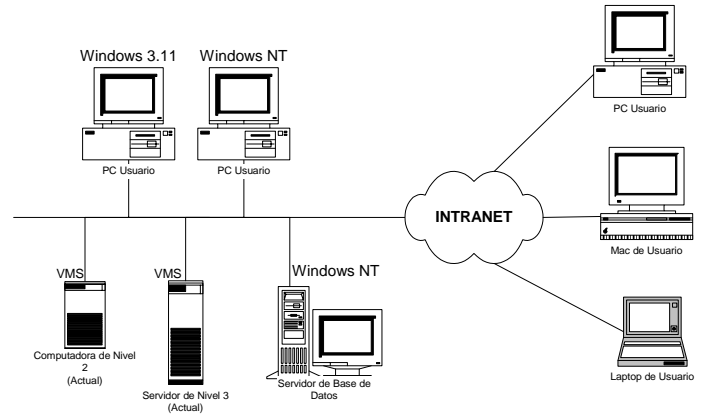 Windows 3.11
Windows NT
PC Usuario
PC Usuario
PC Usuario
INTRANET
Mac de Usuario
VMS
VMS
Windows NT
Computadora de Nivel
2
(Actual)
Servidor de Nivel 3
(Actual)
Servidor de Base de
Datos
Laptop de Usuario